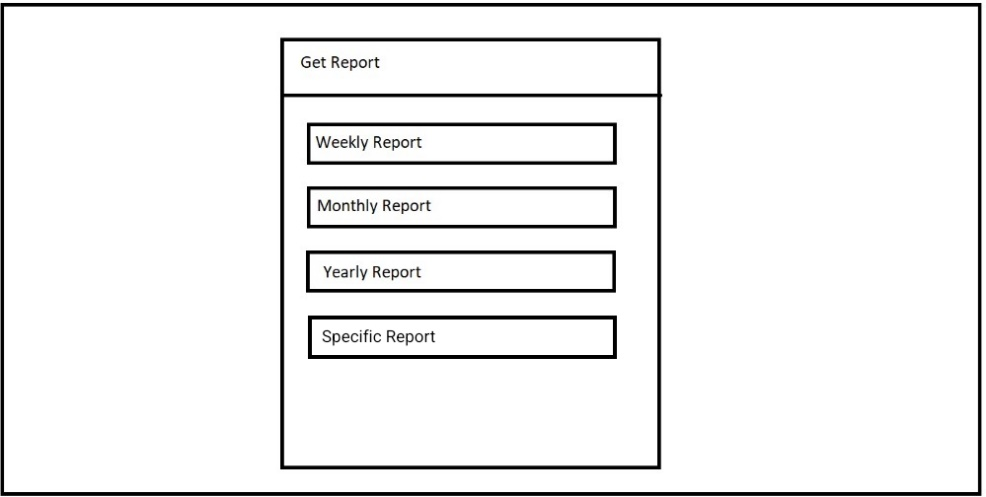 Get Report
Weekly Report
Monthly Report
Yearly Report
Specific Report